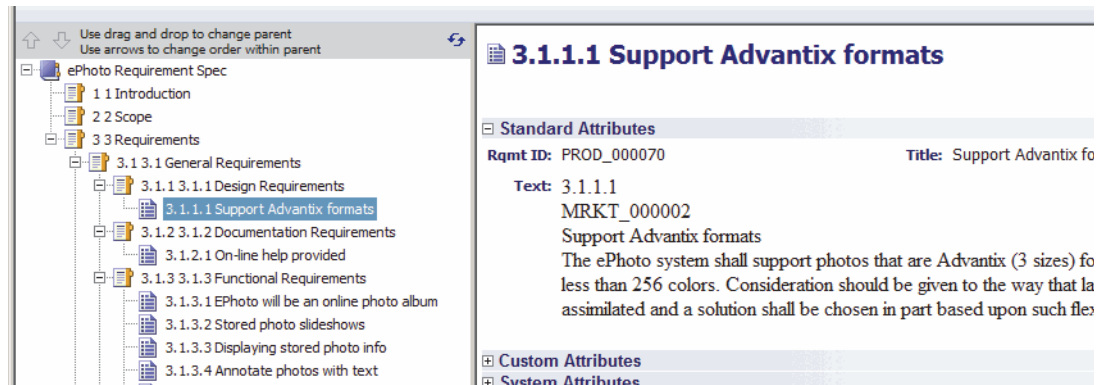 Use drag and drop to change parent
Use arrows to change order within parent
ePhoto Requirement Spec
1 1 Introduction
2 2 Scope
3 3 Requirements
3.1 3.1 General Requirements
3.1.1 3.1.1 Design Requirements
3.1.1.1 Support Advantix formats
3.1.2 3.1.2 Documentation Requirements
3.1.2.1 On-line help provided
3.1.3 3.1.3 Functional Requirements
3.1.3.1 EPhoto will be an online photo album
3.1.3.2 Stored photo slideshows
3.1.3.3 Displaying stored photo info
3.1.3.4 Annotate photos with text
3.1.1.1 Support Advantix formats
Standard Attributes
Rqmt ID: PROD_000070 Title: Support Advantix fo
Text: 3.1.1.1
MRKT_000002
Support Advantix formats
The ePhoto system shall support photos that are Advantix (3 sizes) fo
less than 256 colors. Consideration should be given to the way that la
assimilated and a solution shall be chosen in part based upon such flex
Custom Attributes
System Attributes